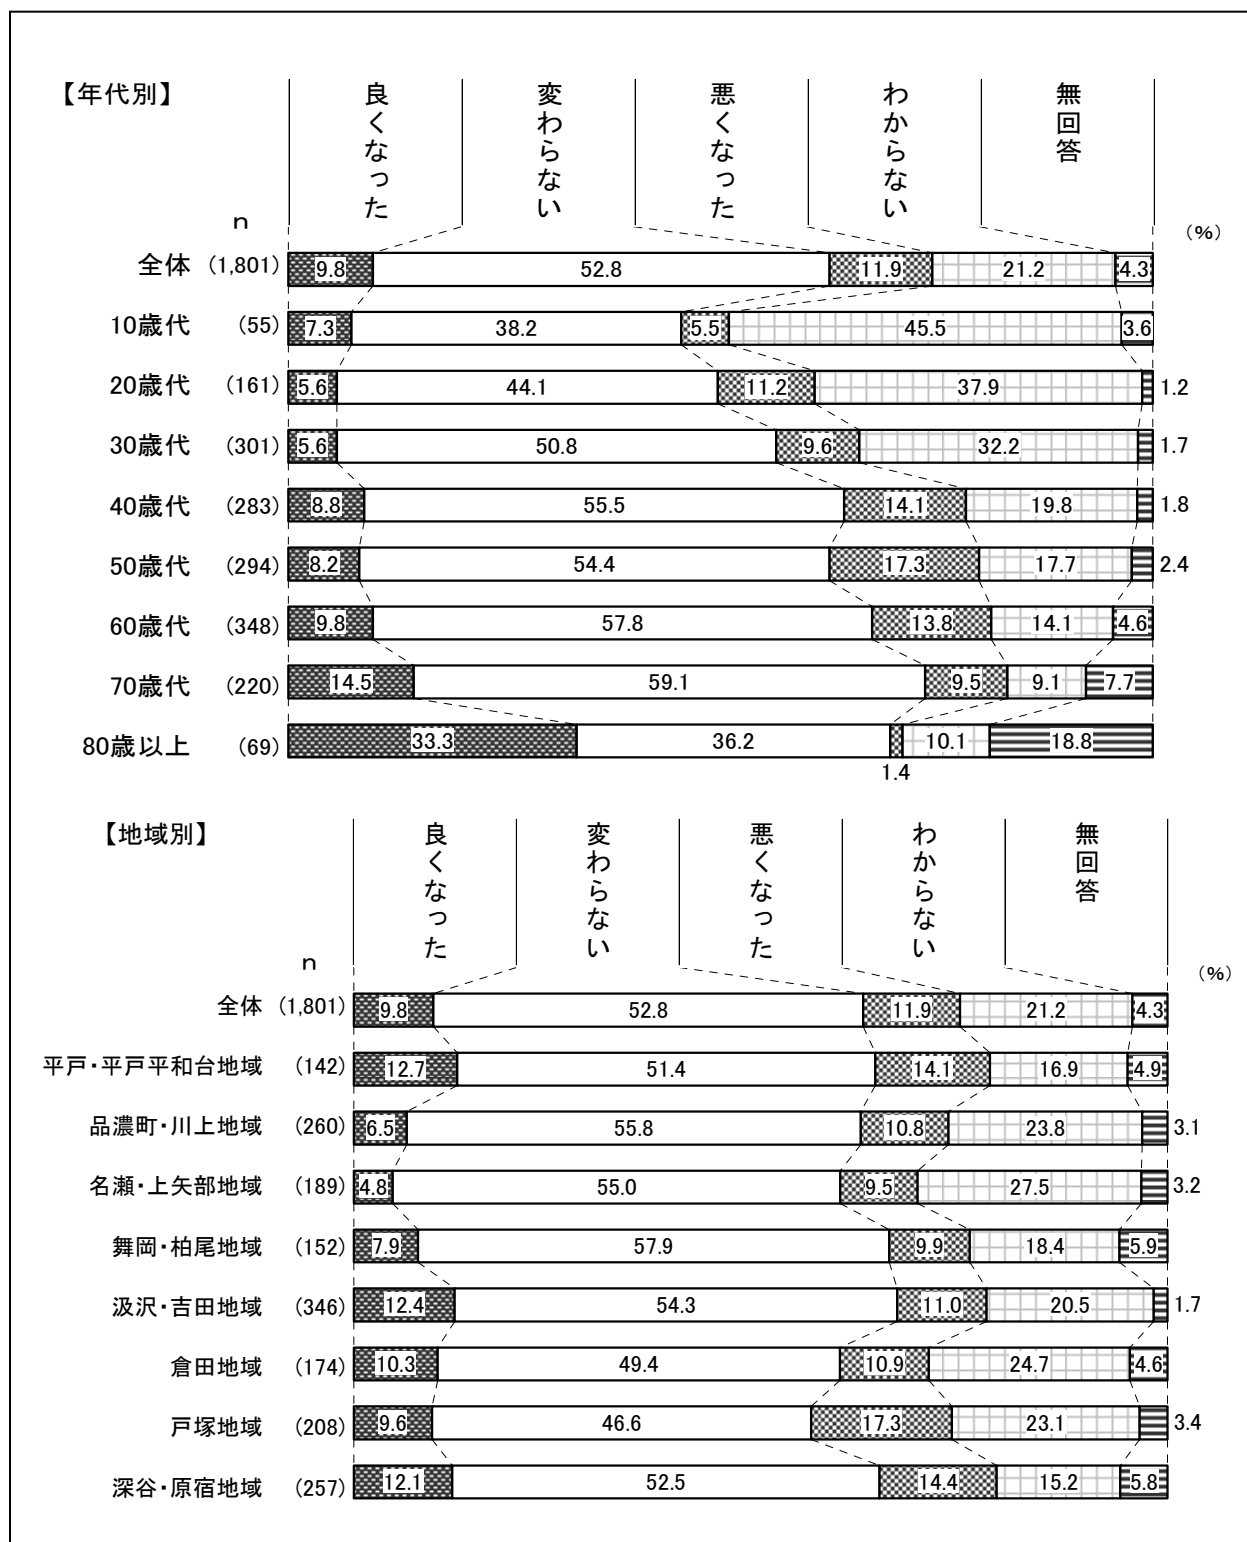 【年代別】
良くなった 変わらない 悪くなった わからない 無回答
n
(%)
全体 (1,801) 9.8 52.8 11.9 21.2 4.3
10歳代 (55) 7.3 38.2 5.5 45.5 3.6
20歳代 (161) 5.6 44.1 11.2 37.9 1.2
30歳代 (301) 5.6 50.8 9.6 32.2 1.7
40歳代 (283) 8.8 55.5 14.1 19.8 1.8
50歳代 (294) 8.2 54.4 17.3 17.7 2.4
60歳代 (348) 9.8 57.8 13.8 14.1 4.6
70歳代 (220) 14.5 59.1 9.5 9.1 7.7
80歳以上 (69) 33.3 36.2 1.4 10.1 18.8
【地域別】
良くなった 変わらない 悪くなった わからない 無回答
n
(%)
全体 (1,801) 9.8 52.8 11.9 21.2 4.3
平戸・平戸平和台地域 (142) 12.7 51.4 14.1 16.9 4.9
品濃町・川上地域 (260) 6.5 55.8 10.8 23.8 3.1
名瀬・上矢部地域 (189) 4.8 55.0 9.5 27.5 3.2
舞岡・柏尾地域 (152) 7.9 57.9 9.9 18.4 5.9
汲沢・吉田地域 (346) 12.4 54.3 11.0 20.5 1.7
倉田地域 (174) 10.3 49.4 10.9 24.7 4.6
戸塚地域 (208) 9.6 46.6 17.3 23.1 3.4
深谷・原宿地域 (257) 12.1 52.5 14.4 15.2 5.8